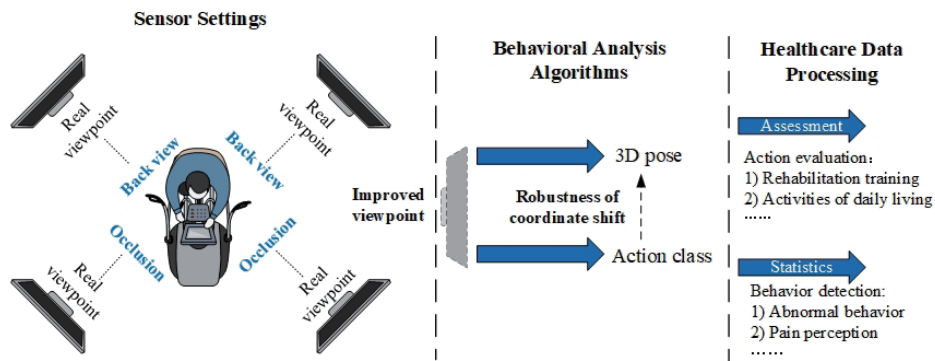 Sensor Settings
Real
viewpoint
Real
viewpoint
Back view
Back view
Occlusion
Occlusion
Real
viewpoint
Real
viewpoint
Improved
viewpoint
Behavioral Analysis
Algorithms
3D pose
Robustness of
coordinate shift
Action class
Healthcare Data
Processing
Assessment
Action evaluation:
1) Rehabilitation training
2) Activities of daily living
……
Statistics
Behavior detection:
1) Abnormal behavior
2) Pain perception
……